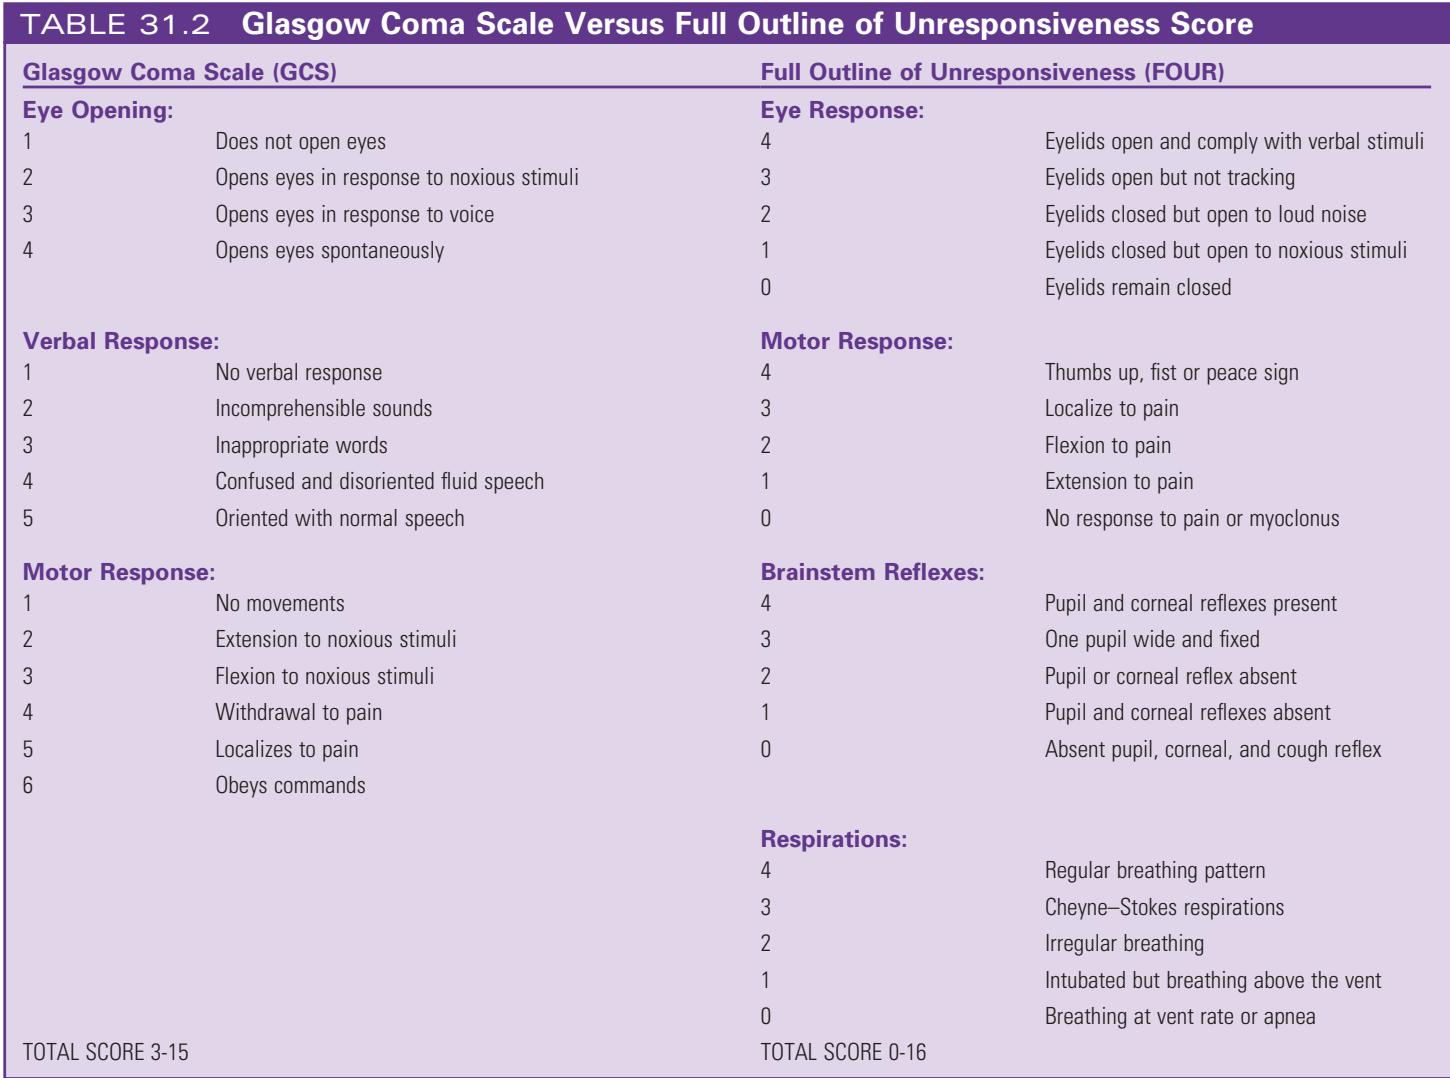 TABLE 31.2 Glasgow Coma Scale Versus Full Outline of Unresponsiveness Score
Glasgow Coma Scale (GCS) Full Outline of Unresponsiveness (FOUR)
Eye Opening: Eye Response:
1 Does not open eyes 4 Eyelids open and comply with verbal stimuli
2 Opens eyes in response to noxious stimuli 3 Eyelids open but not tracking
3 Opens eyes in response to voice 2 Eyelids closed but open to loud noise
4 Opens eyes spontaneously 1 Eyelids closed but open to noxious stimuli
0 Eyelids remain closed
Verbal Response: Motor Response:
1 No verbal response 4 Thumbs up, fist or peace sign
2 Incomprehensible sounds 3 Localize to pain
3 Inappropriate words 2 Flexion to pain
4 Confused and disoriented fluid speech 1 Extension to pain
5 Oriented with normal speech 0 No response to pain or myoclonus
Motor Response: Brainstem Reflexes:
1 No movements 4 Pupil and corneal reflexes present
2 Extension to noxious stimuli 3 One pupil wide and fixed
3 Flexion to noxious stimuli 2 Pupil or corneal reflex absent
4 Withdrawal to pain 1 Pupil and corneal reflexes absent
5 Localizes to pain 0 Absent pupil, corneal, and cough reflex
6 Obeys commands
Respirations:
4 Regular breathing pattern
3 Cheyne–Stokes respirations
2 Irregular breathing
1 Intubated but breathing above the vent
0 Breathing at vent rate or apnea
TOTAL SCORE 3-15 TOTAL SCORE 0-16